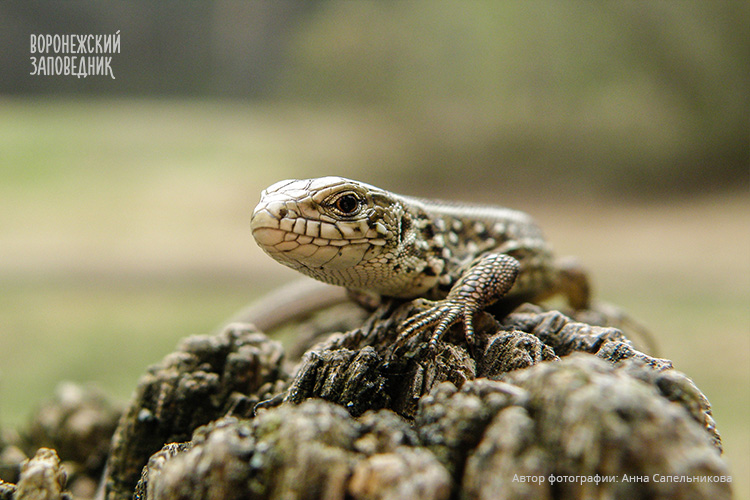 ВОРОНЕЖСКИЙ
ЗАПОВЕДНИК
Автор фотографии: Анна Сапельникова